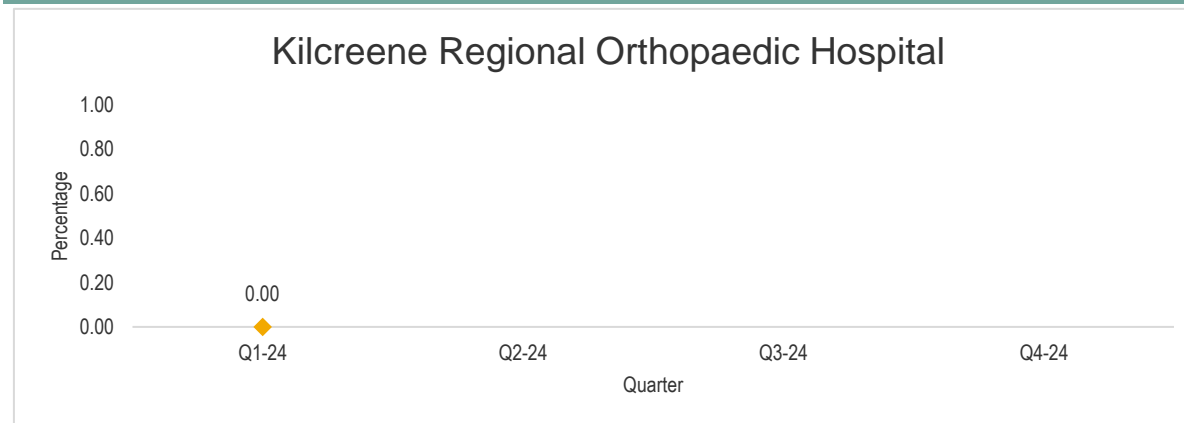 Kilcreene Regional Orthopaedic Hospital
1.00
0.80
0.60
0.40
0.20
0.00
Percentage
0.00
Q1-24 Q2-24 Q3-24 Q4-24
Quarter